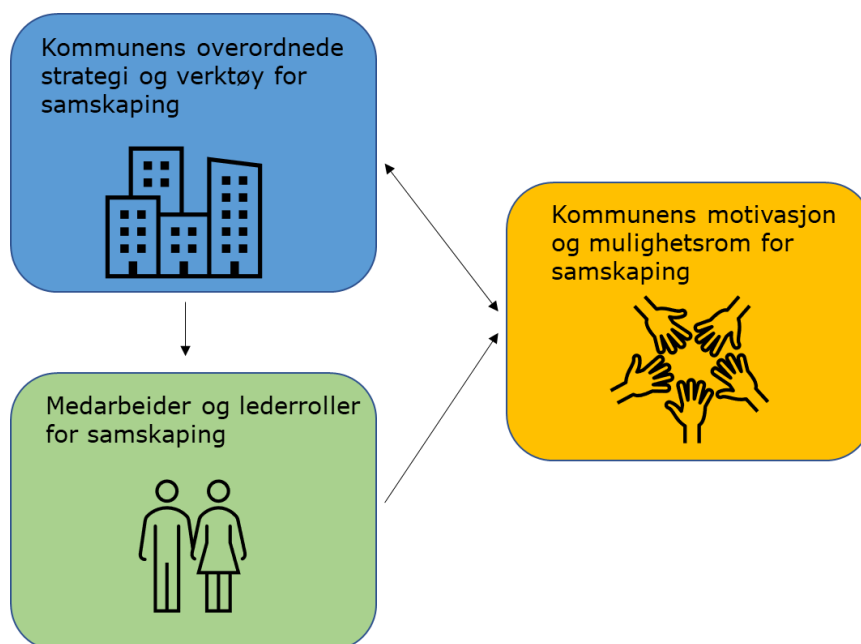 Kommunens overordnede
strategi og verktøy for
samskaping
Kommunens motivasjon
og mulighetsrom for
samskaping
Medarbeider og lederroller
for samskaping